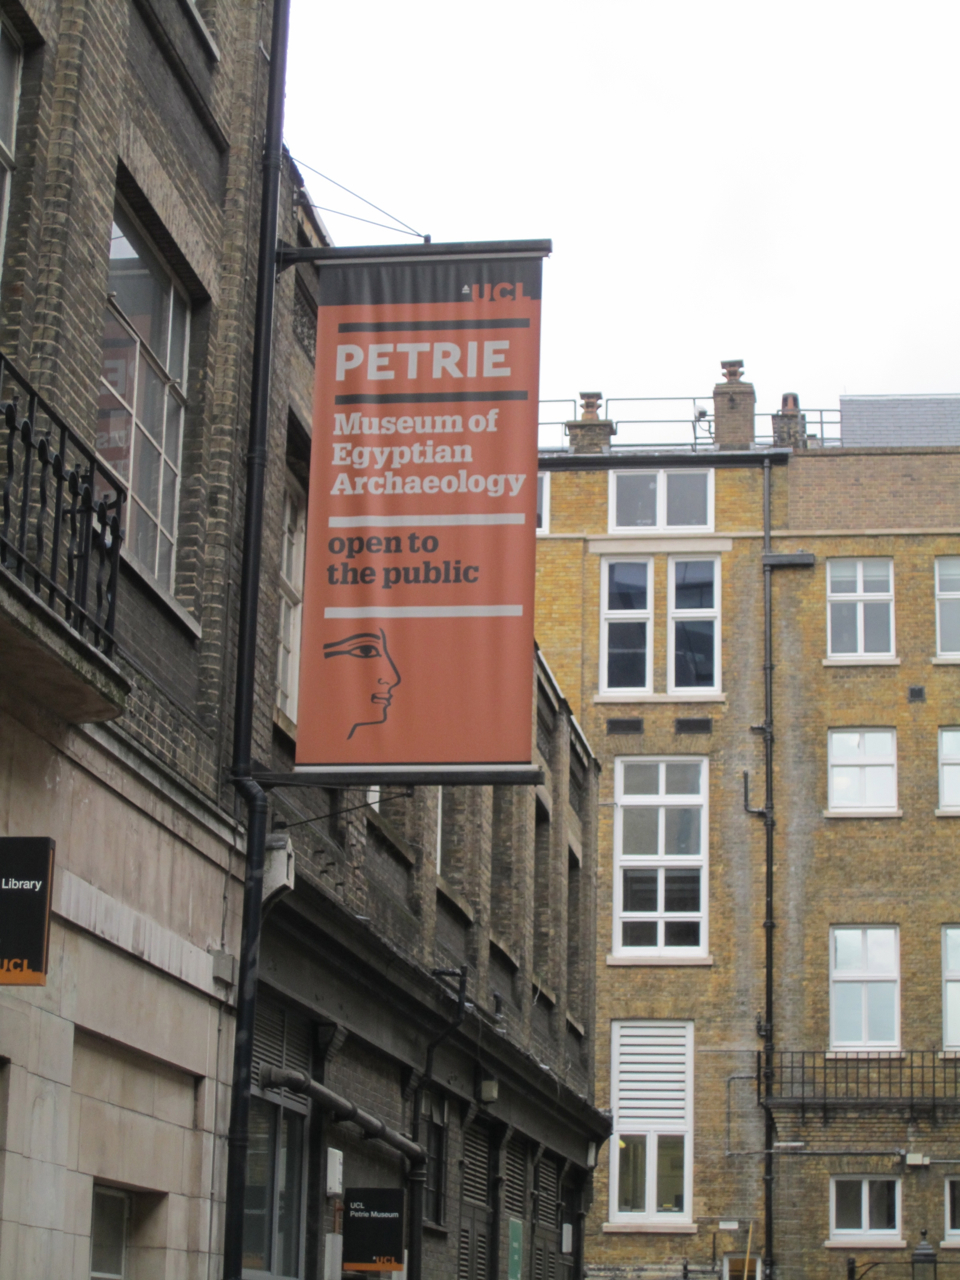 UCL
PETRIE
Museum of
Egyptian
Archaeology
open to
the public
Library
UCL
UCL
Petrie Museum
UCL